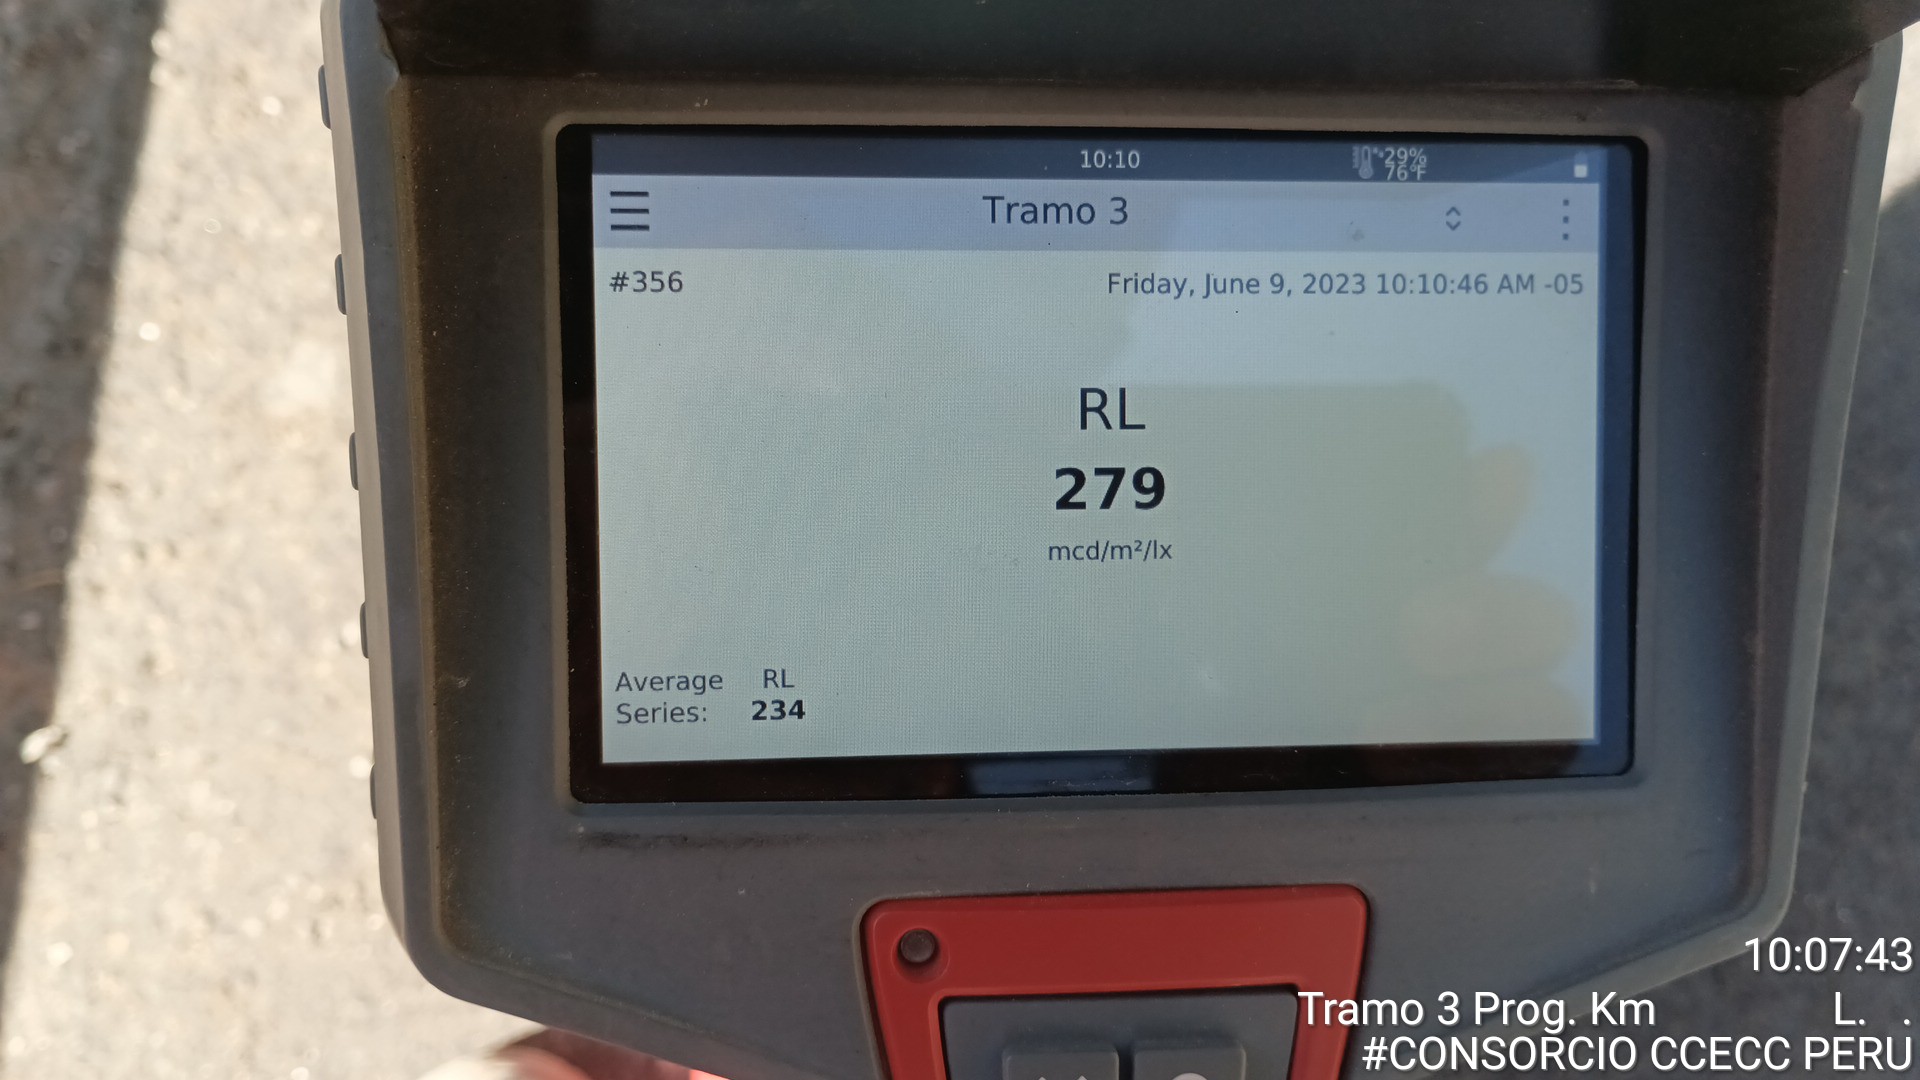 10:10
29%
76°F
Tramo 3
#356
Friday, June 9, 2023 10:10:46 AM -05
RL
279
mcd/m²/lx
Average RL
Series: 234
10:07:43
Tramo 3 Prog. Km L. .
#CONSORCIO CCECC PERU